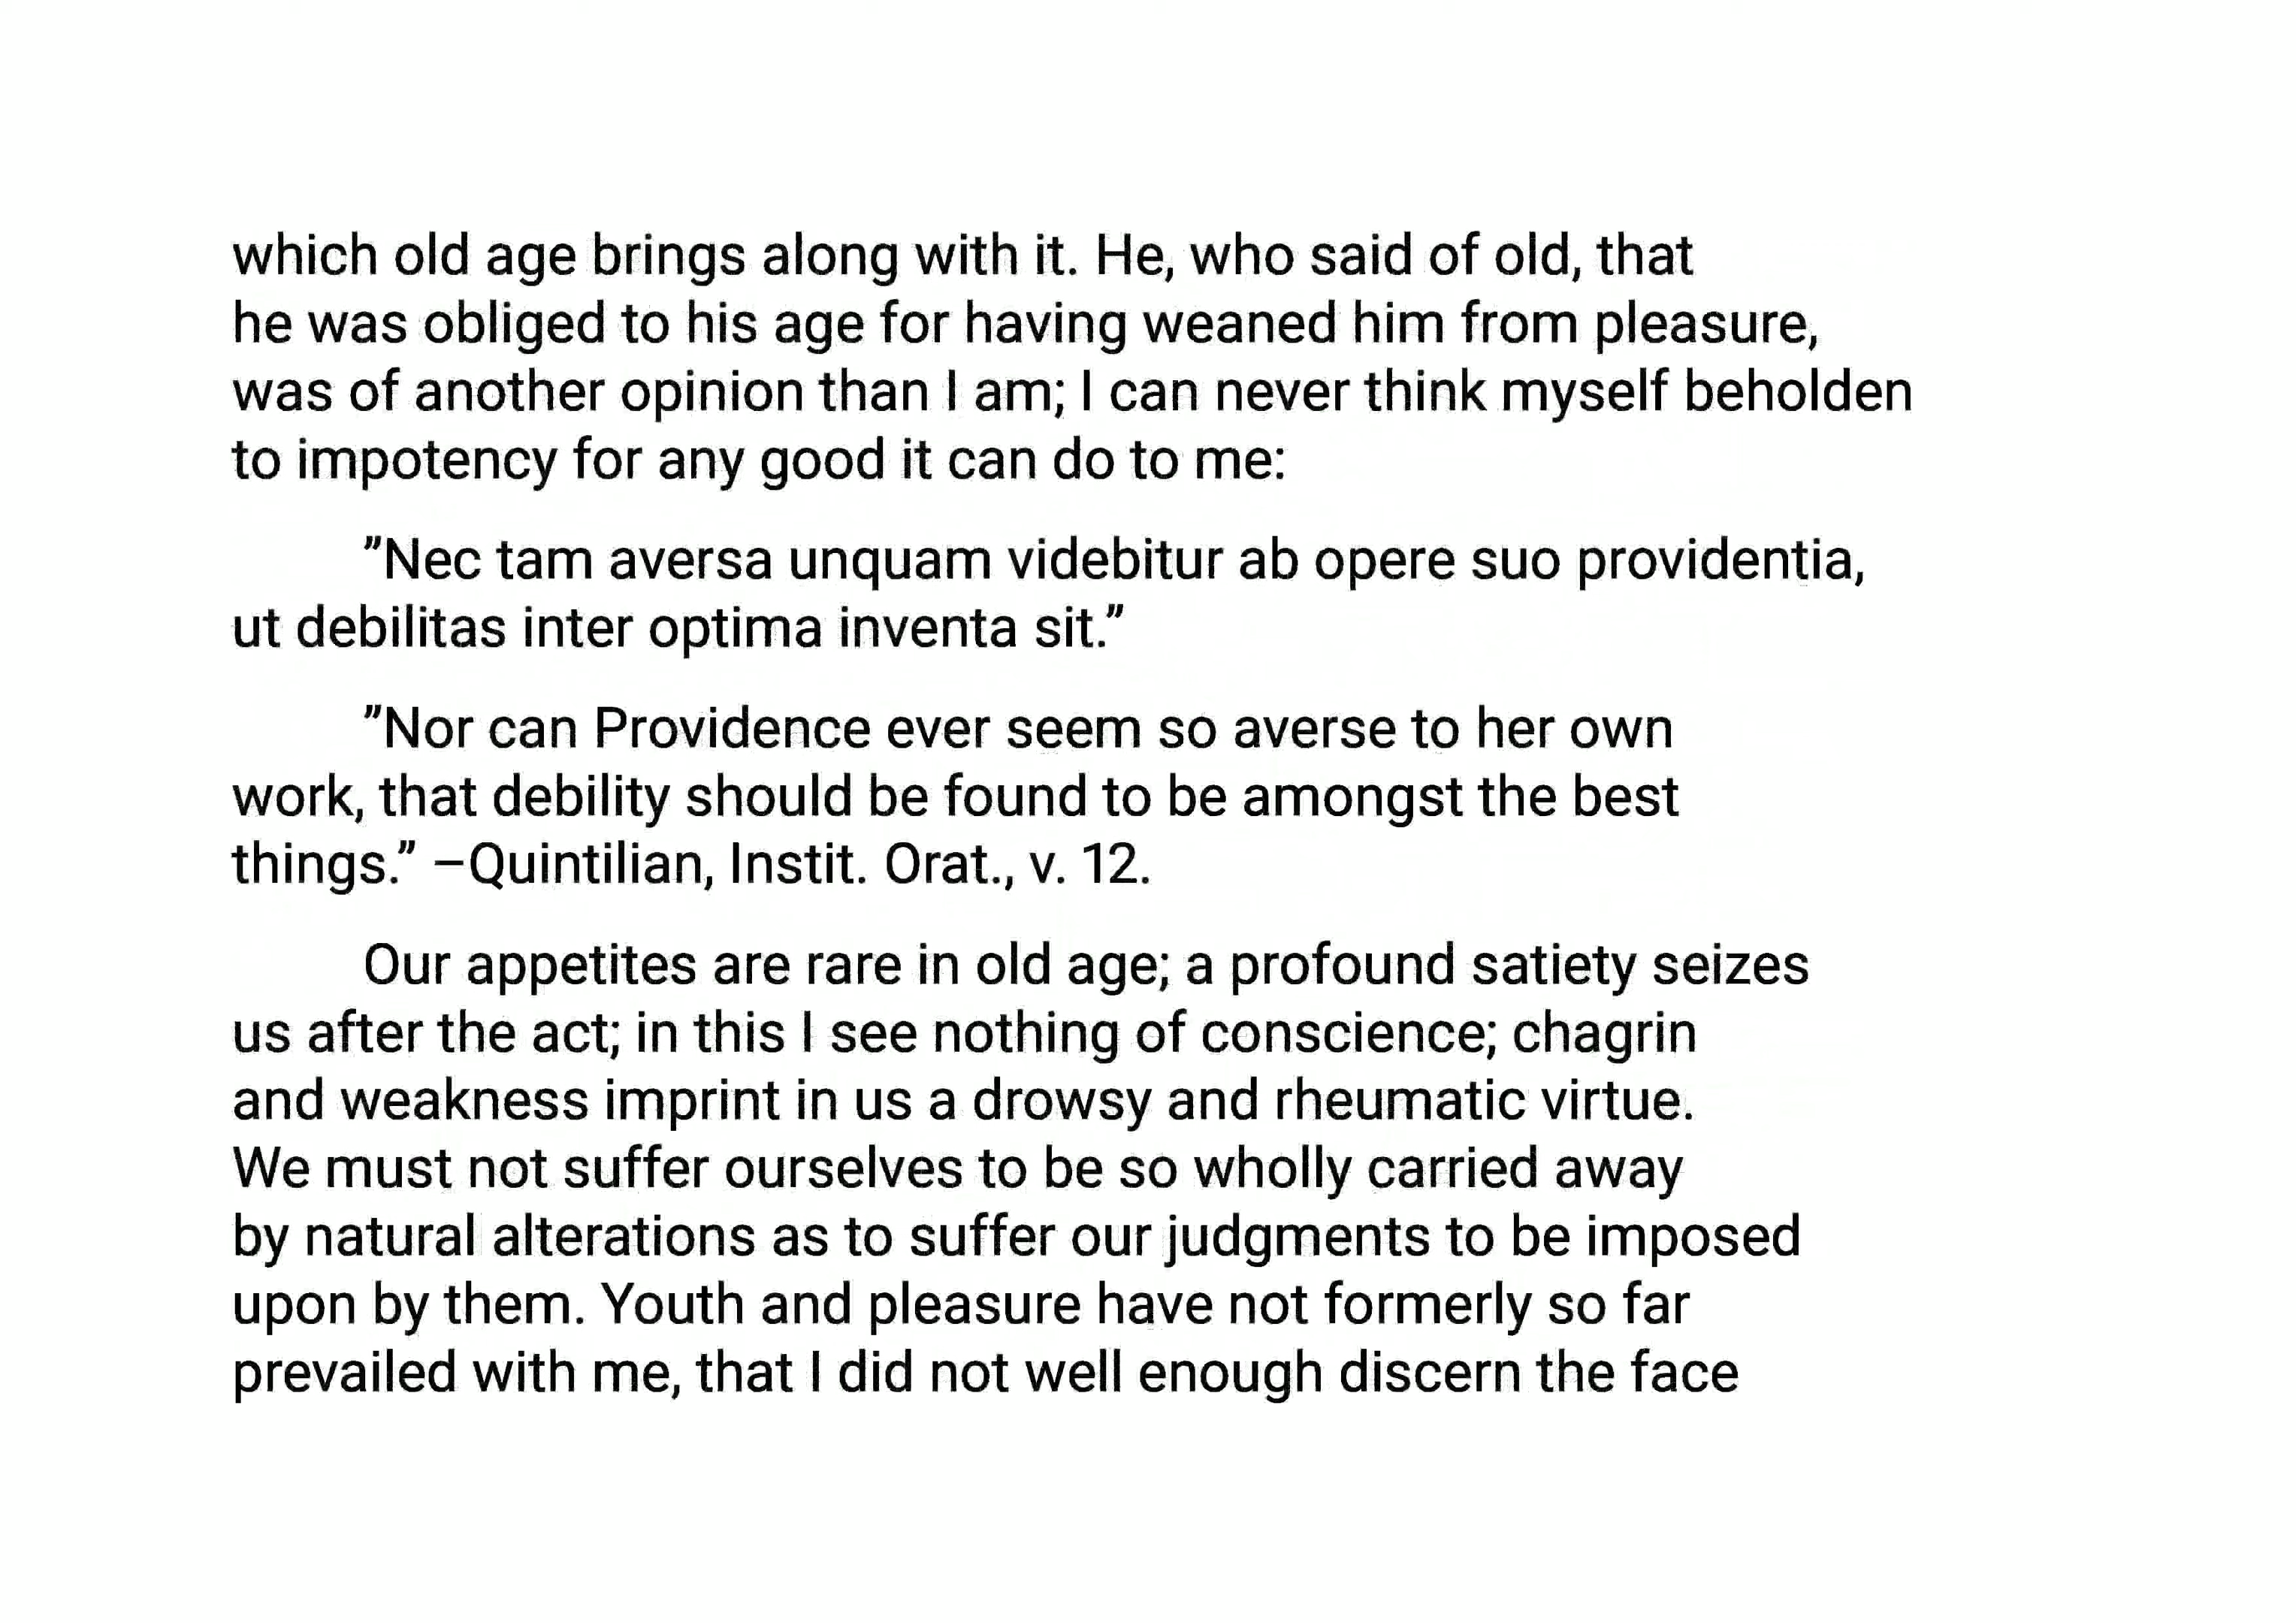 which old age brings along with it. He, who said of old, that
he was obliged to his age for having weaned him from pleasure,
was of another opinion than I am; I can never think myself beholden
to impotency for any good it can do to me:
”Nec tam aversa unquam videbitur ab opere suo providentia,
ut debilitas inter optima inventa sit.”
”Nor can Providence ever seem so averse to her own
work, that debility should be found to be amongst the best
things.” –Quintilian, Instit. Orat., v. 12.
Our appetites are rare in old age; a profound satiety seizes
us after the act; in this I see nothing of conscience; chagrin
and weakness imprint in us a drowsy and rheumatic virtue.
We must not suffer ourselves to be so wholly carried away
by natural alterations as to suffer our judgments to be imposed
upon by them. Youth and pleasure have not formerly so far
prevailed with me, that I did not well enough discern the face